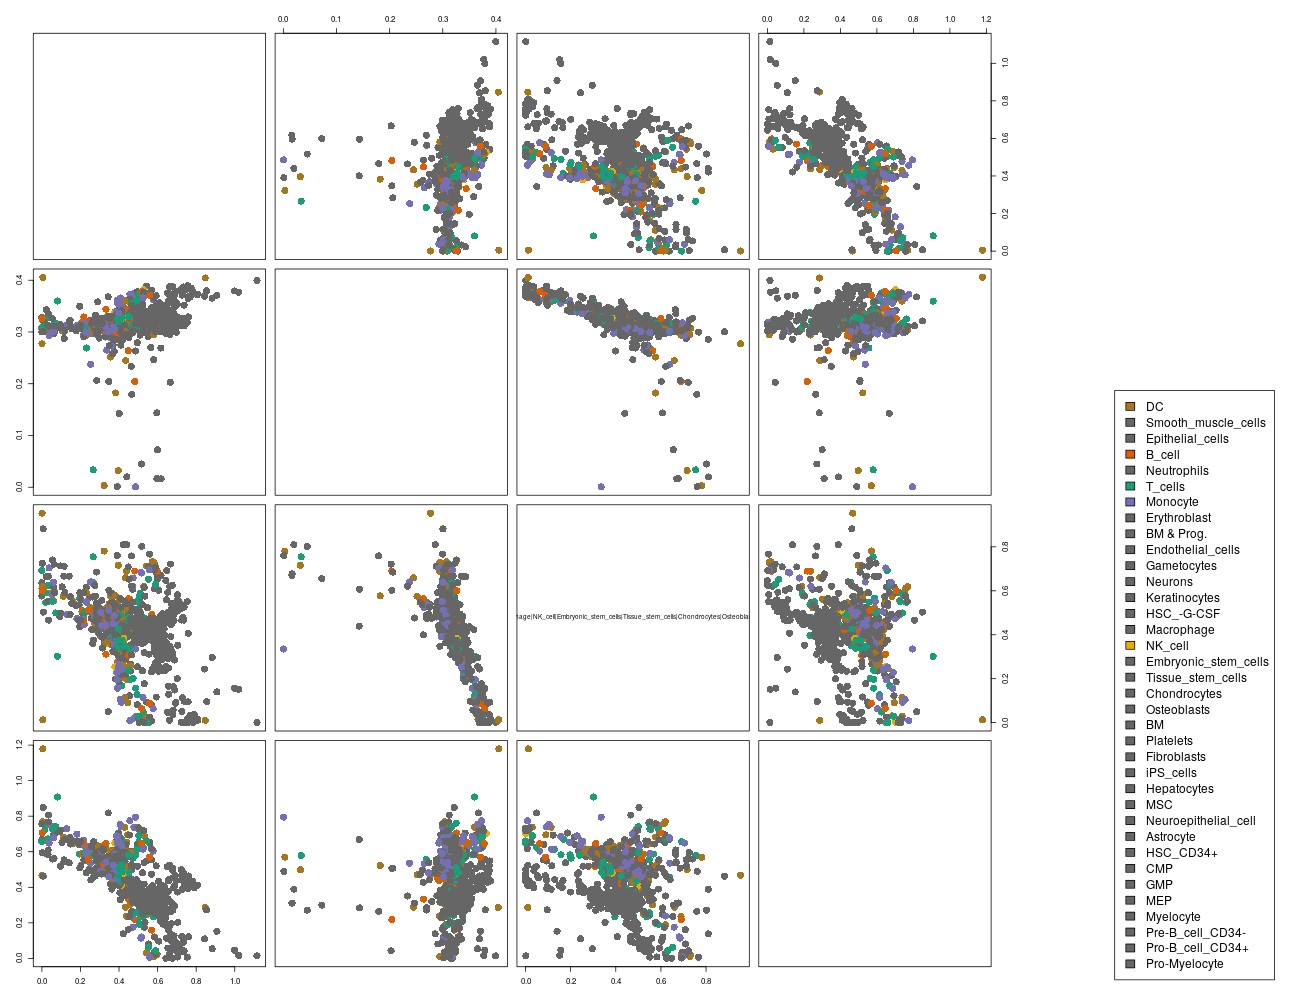 0.0 0.1 0.2 0.3 0.4 0.0 0.2 0.4 0.6 0.8 1.0 1.2
0.0 0.2 0.4 0.6 0.8 1.0
0.0 0.1 0.2 0.3 0.4
hage|NK_cell|Embryonic_stem_cells|Tissue_stem_cells|Chondrocytes|Osteobla
0.0 0.2 0.4 0.6 0.8
0.0 0.2 0.4 0.6 0.8 1.0 1.2
0.0 0.2 0.4 0.6 0.8 1.0 0.0 0.2 0.4 0.6 0.8
DC
Smooth_muscle_cells
Epithelial_cells
B_cell
Neutrophils
T_cells
Monocyte
Erythroblast
BM & Prog.
Endothelial_cells
Gametocytes
Neurons
Keratinocytes
HSC_-G-CSF
Macrophage
NK_cell
Embryonic_stem_cells
Tissue_stem_cells
Chondrocytes
Osteoblasts
BM
Platelets
Fibroblasts
iPS_cells
Hepatocytes
MSC
Neuroepithelial_cell
Astrocyte
HSC_CD34+
CMP
GMP
MEP
Myelocyte
Pre-B_cell_CD34-
Pro-B_cell_CD34+
Pro-Myelocyte